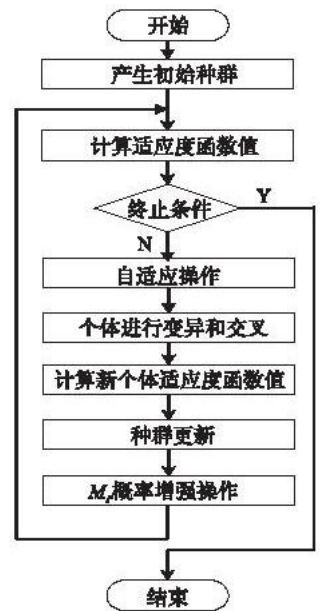 开始
产生初始种群
计算适应度函数值
终止条件
Y
N
自适应操作
个体进行变异和交叉
计算新个体适应度函数值
种群更新
概率增强操作
结束